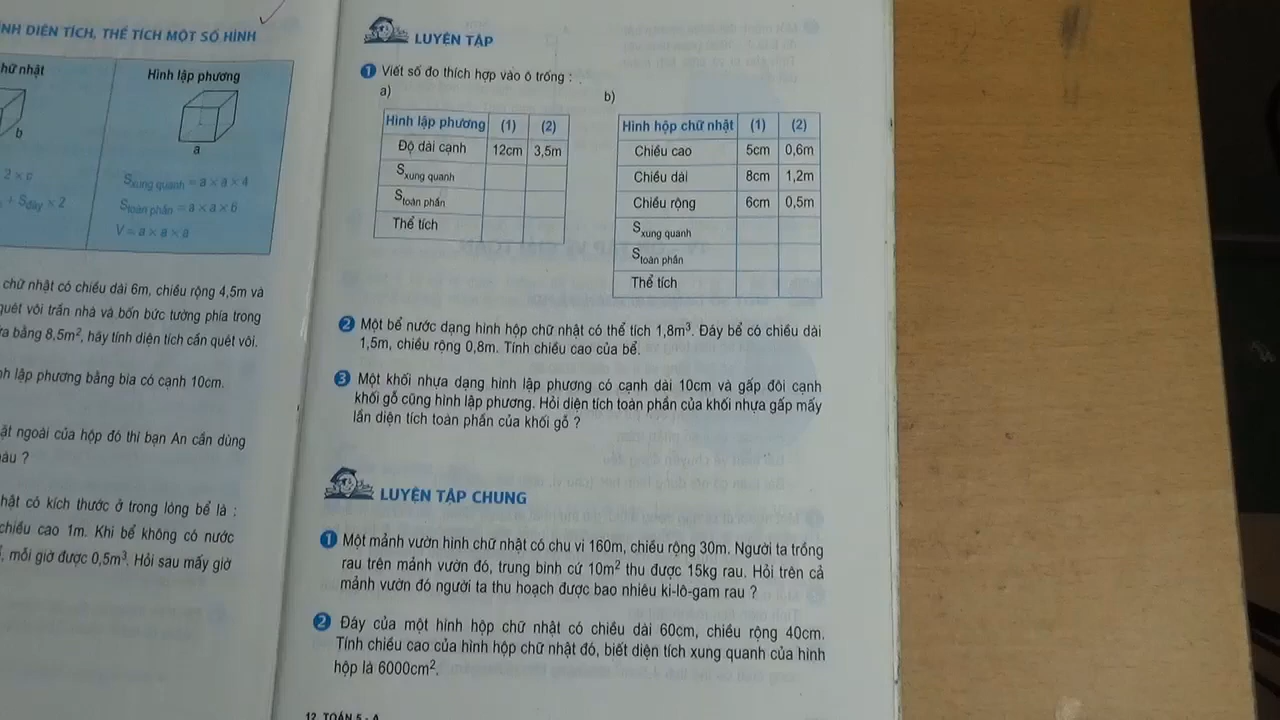 ÍNH DIỆN TÍCH, THỂ TÍCH MỘT SỐ HÌNH
chữ nhật
Hình lập phương
b
a
2 × c
+ Sđáy × 2
Sxung quanh = a × a × 4
Stoàn phần = a × a × 6
V = a × a × a
chữ nhật có chiều dài 6m, chiều rộng 4,5m và
quét vôi trần nhà và bốn bức tường phía trong
bằng 8,5m², hãy tính diện tích cần quét vôi.
lập phương bằng bìa có cạnh 10cm.
ngoài của hộp đó thì bạn An cần dùng
có kích thước ở trong lòng bể là :
chiều cao 1m. Khi bể không có nước
mỗi giờ được 0,5m³. Hỏi sau mấy giờ
LUYỆN TẬP
1 Viết số đo thích hợp vào ô trống :
a)
Hình lập phương (1) (2)
Độ dài cạnh 12cm 3,5m
Sxung quanh
Stoàn phần
Thể tích
b)
Hình hộp chữ nhật (1) (2)
Chiều cao 5cm 0,6m
Chiều dài 8cm 1,2m
Chiều rộng 6cm 0,5m
Sxung quanh
Stoàn phần
Thể tích
2 Một bể nước dạng hình hộp chữ nhật có thể tích 1,8m³. Đáy bể có chiều dài
1,5m, chiều rộng 0,8m. Tính chiều cao của bể.
3 Một khối nhựa dạng hình lập phương có cạnh dài 10cm và gấp đôi cạnh
khối gỗ cũng hình lập phương. Hỏi diện tích toàn phần của khối nhựa gấp mấy
lần diện tích toàn phần của khối gỗ ?
LUYỆN TẬP CHUNG
1 Một mảnh vườn hình chữ nhật có chu vi 160m, chiều rộng 30m. Người ta trồng
rau trên mảnh vườn đó, trung bình cứ 10m² thu được 15kg rau. Hỏi trên cả
mảnh vườn đó người ta thu hoạch được bao nhiêu ki-lô-gam rau ?
2 Đáy của một hình hộp chữ nhật có chiều dài 60cm, chiều rộng 40cm.
Tính chiều cao của hình hộp chữ nhật đó, biết diện tích xung quanh của hình
hộp là 6000cm².
12 TOÁN 5 - A